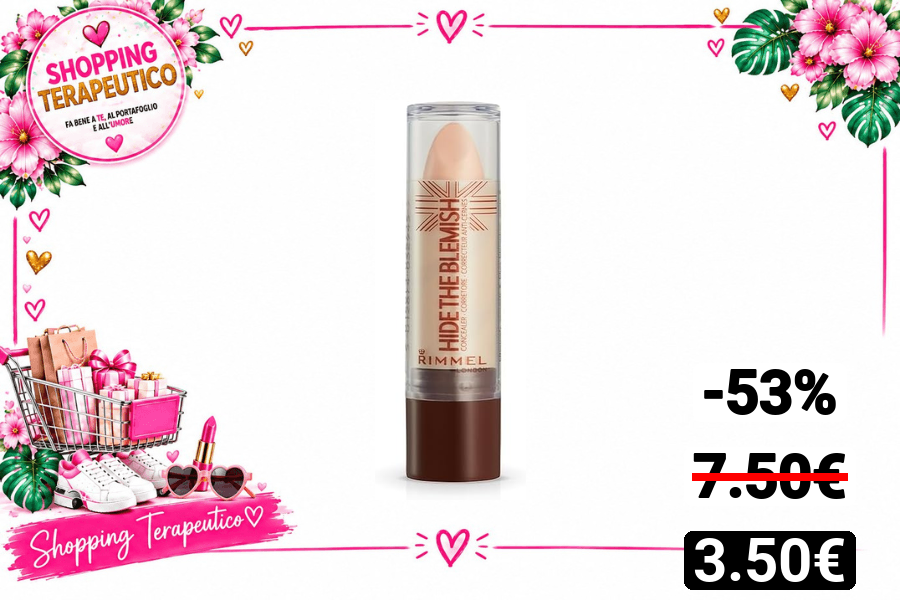 SHOPPING
TERAPEUTICO
FA BENE A TE, AL PORTAFOGLIO
E ALL'UMORE
HIDE THE BLEMISH
CONCEALER · CORRETTORE · CORRECTEUR ANTI-CERNES
RIMMEL
LONDON
-53%
7.50€
3.50€
Shopping Terapeutico